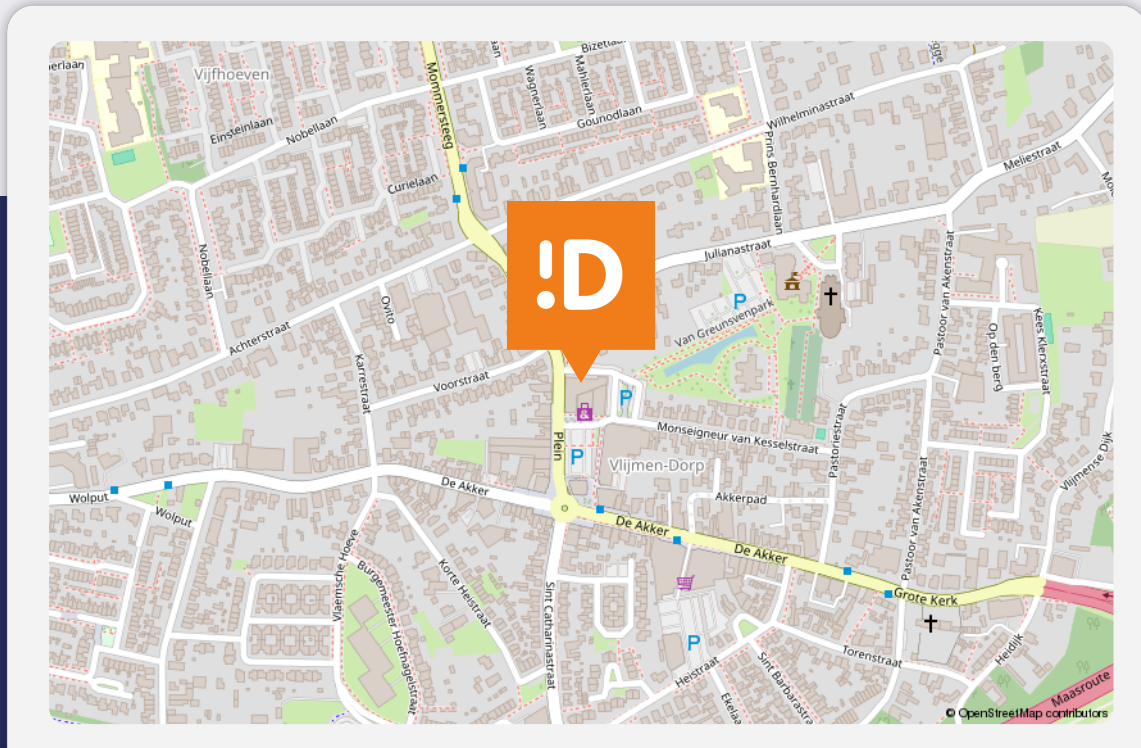 Bizetlaan
Vijfhoeven
Mommersteeg
Wagnerlaan
Mahlerlaan
Gounodlaan
Wilhelminastraat
Einsteinlaan
Nobellaan
Prins Bernhardlaan
Meliestraat
Curielaan
Nobellaan
Julianastraat
Pastoor van Akenstraat
!D
P
Van Greunsvenpark
Ovito
Achterstraat
Kees Klerxstraat
Op den berg
Karrestraat
Voorstraat
P
&
Plein
Monseigneur van Kesselstraat
Pastoriestraat
P
Vlijmen-Dorp
Vlijmense Dijk
De Akker
Wolput
Akkerpad
Wolput
De Akker
Pastoor van Akenstraat
De Akker
Vlaemsche Hoeve
Burgemeester Hoefnagelstraat
Korte Heistraat
Sint Catharinastraat
Grote Kerk
P
Torenstraat
Heidijk
Heistraat
Sint Barbarastraat
Maasroute
© OpenStreetMap contributors